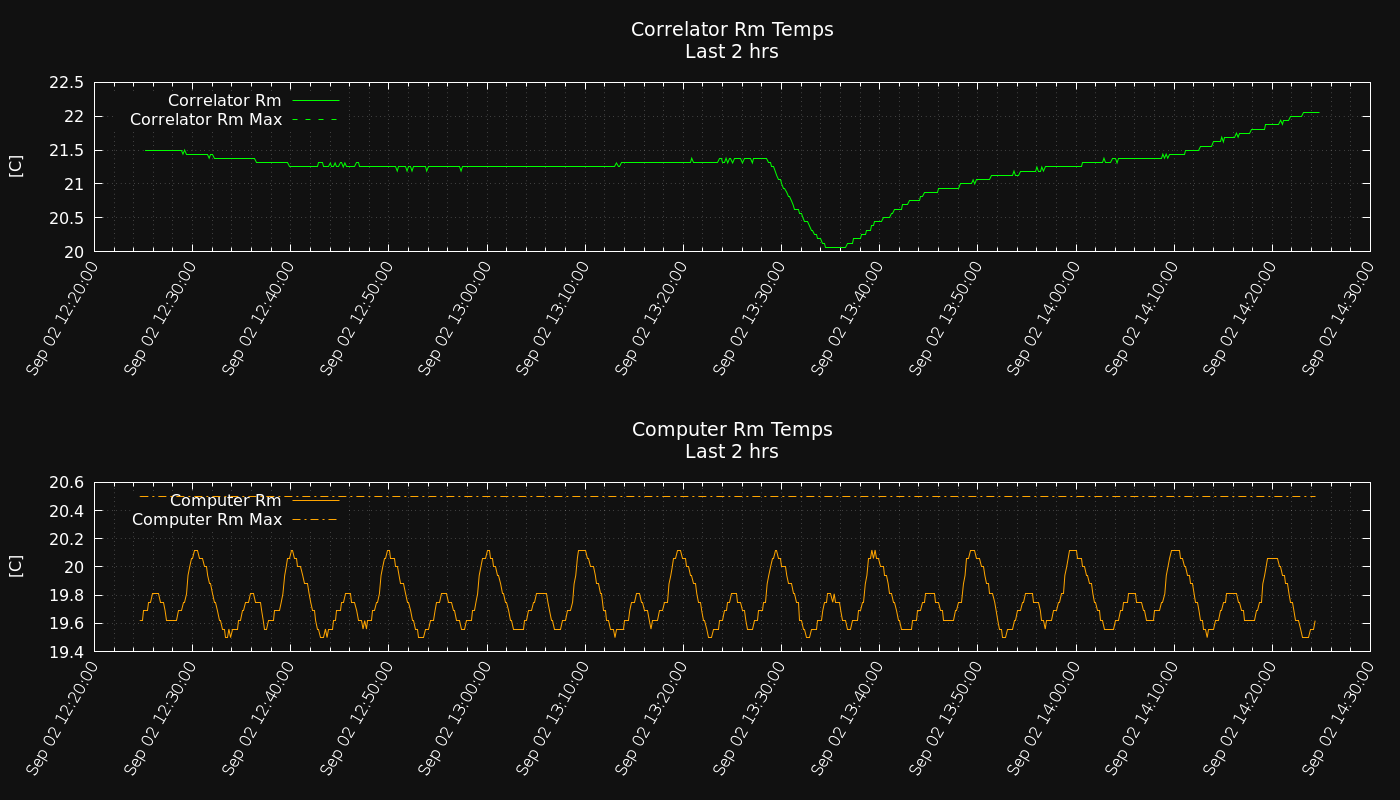 Correlator Rm Temps
Last 2 hrs
22.5
22
21.5
21
20.5
20
[C]
Correlator Rm
Correlator Rm Max
Sep 02 12:20:00
Sep 02 12:30:00
Sep 02 12:40:00
Sep 02 12:50:00
Sep 02 13:00:00
Sep 02 13:10:00
Sep 02 13:20:00
Sep 02 13:30:00
Sep 02 13:40:00
Sep 02 13:50:00
Sep 02 14:00:00
Sep 02 14:10:00
Sep 02 14:20:00
Sep 02 14:30:00
Computer Rm Temps
Last 2 hrs
20.6
20.4
20.2
20
19.8
19.6
19.4
[C]
Computer Rm
Computer Rm Max
Sep 02 12:20:00
Sep 02 12:30:00
Sep 02 12:40:00
Sep 02 12:50:00
Sep 02 13:00:00
Sep 02 13:10:00
Sep 02 13:20:00
Sep 02 13:30:00
Sep 02 13:40:00
Sep 02 13:50:00
Sep 02 14:00:00
Sep 02 14:10:00
Sep 02 14:20:00
Sep 02 14:30:00